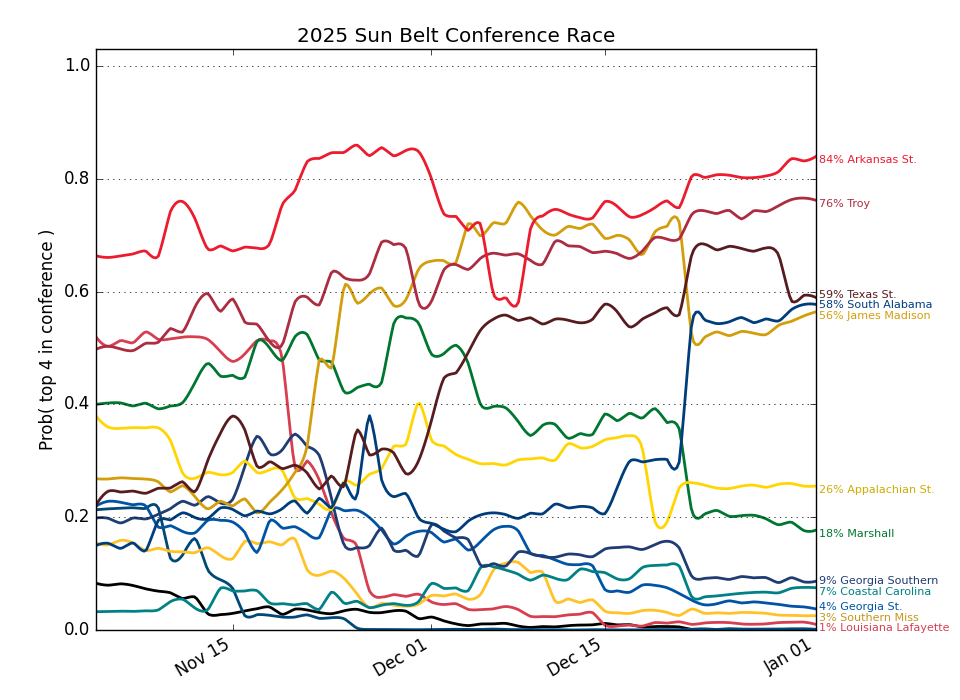 2025 Sun Belt Conference Race
Prob( top 4 in conference )
1.0
0.8
0.6
0.4
0.2
0.0
Nov 15
Dec 01
Dec 15
Jan 01
84% Arkansas St.
76% Troy
59% Texas St.
58% South Alabama
56% James Madison
26% Appalachian St.
18% Marshall
9% Georgia Southern
7% Coastal Carolina
4% Georgia St.
3% Southern Miss
1% Louisiana Lafayette